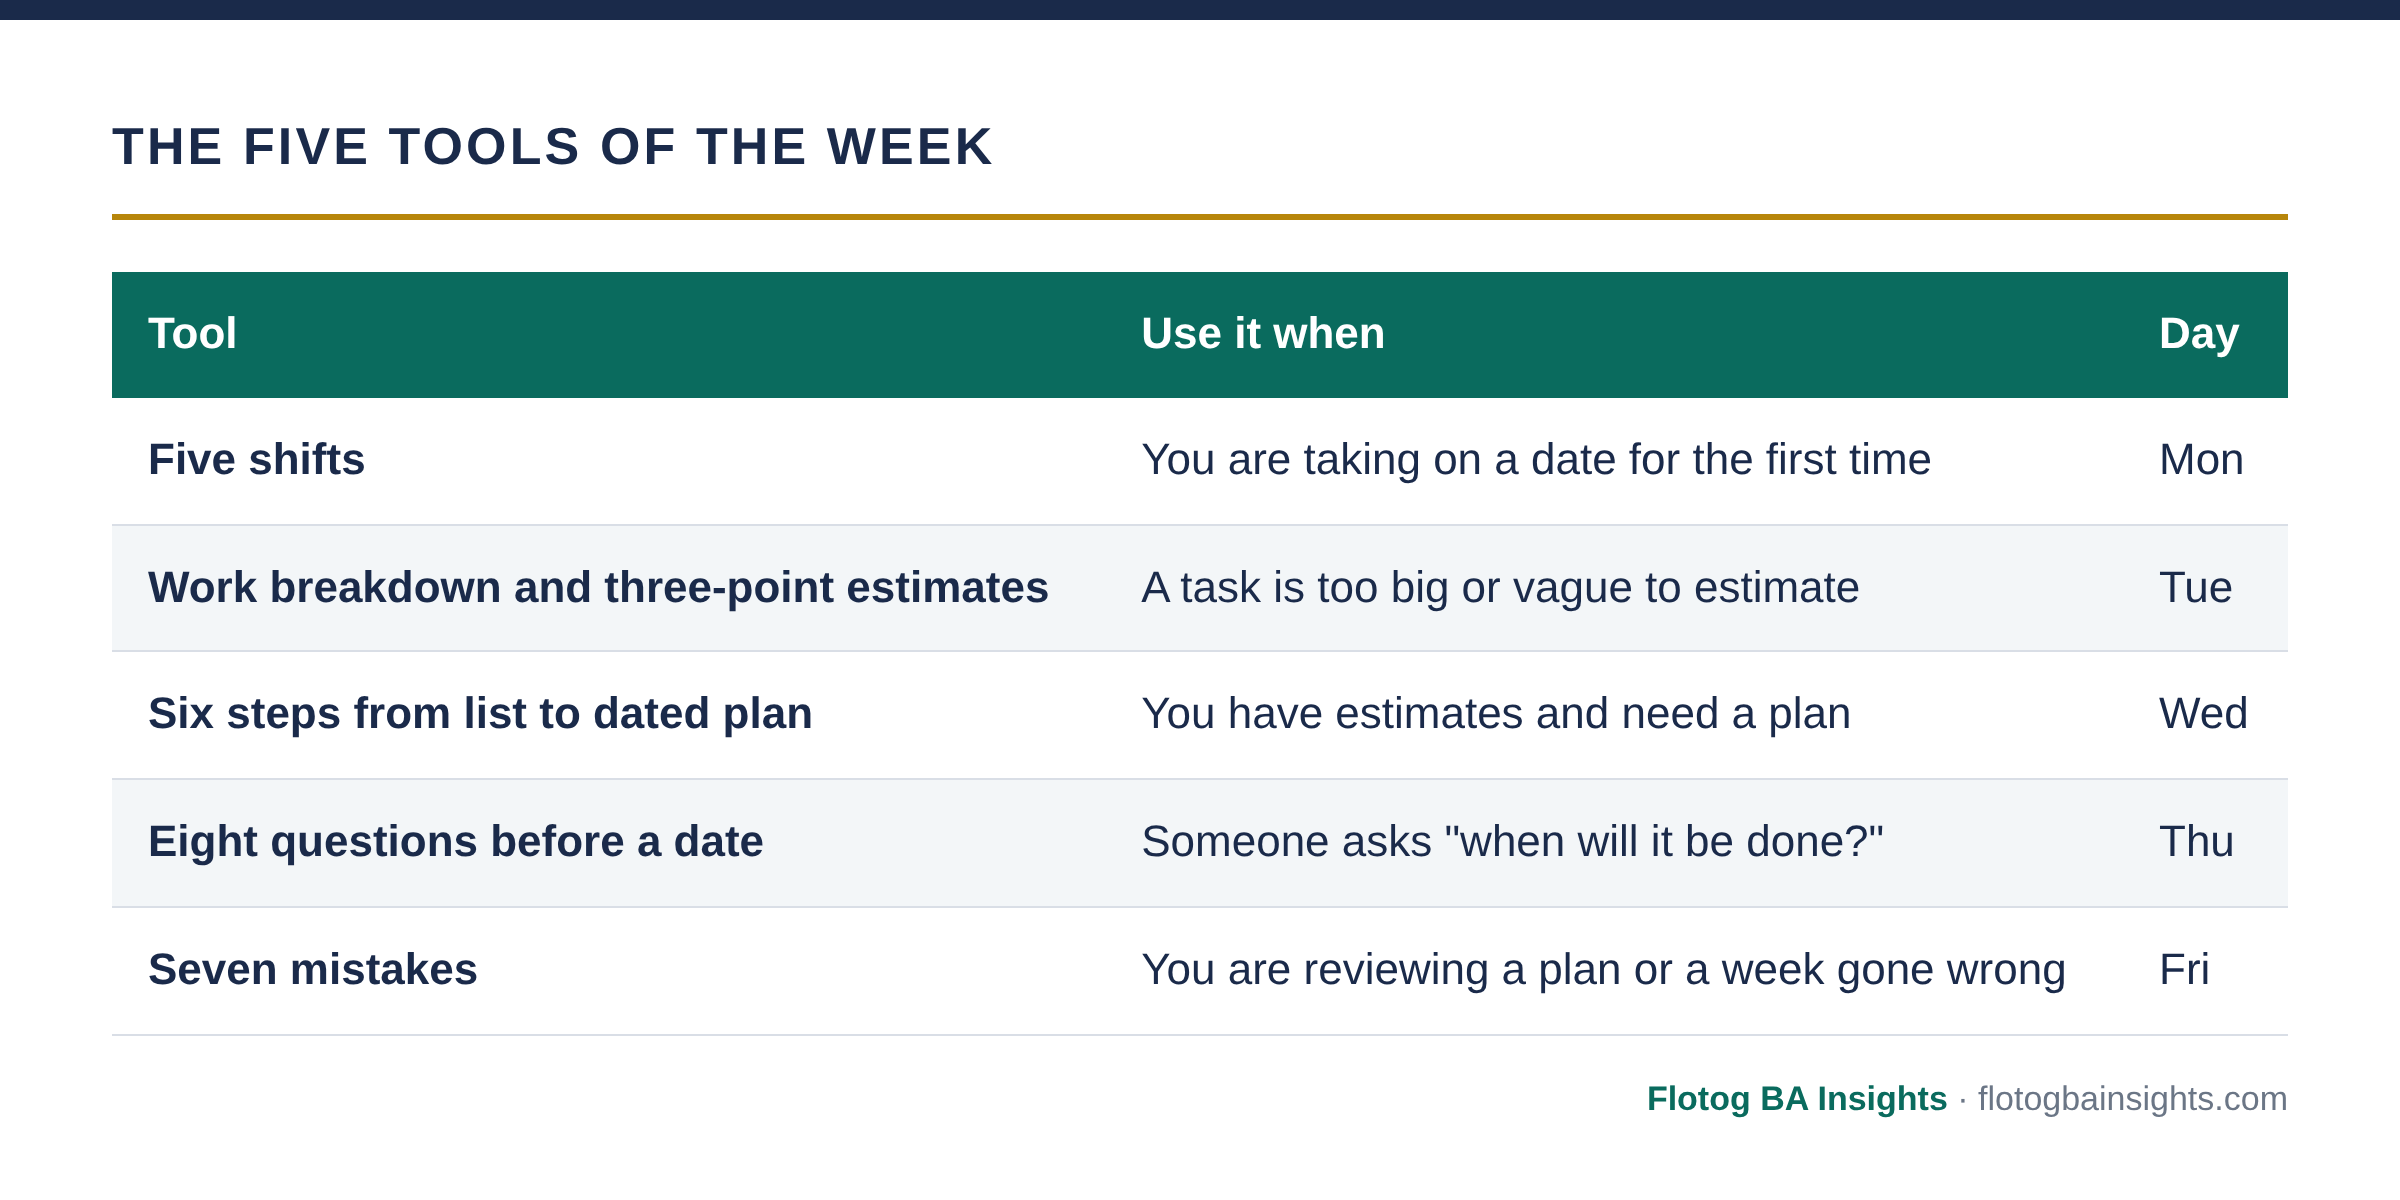 THE FIVE TOOLS OF THE WEEK
Tool Use it when Day
Five shifts You are taking on a date for the first time Mon
Work breakdown and three-point estimates A task is too big or vague to estimate Tue
Six steps from list to dated plan You have estimates and need a plan Wed
Eight questions before a date Someone asks "when will it be done?" Thu
Seven mistakes You are reviewing a plan or a week gone wrong Fri
Flotog BA Insights · flotogbainsights.com